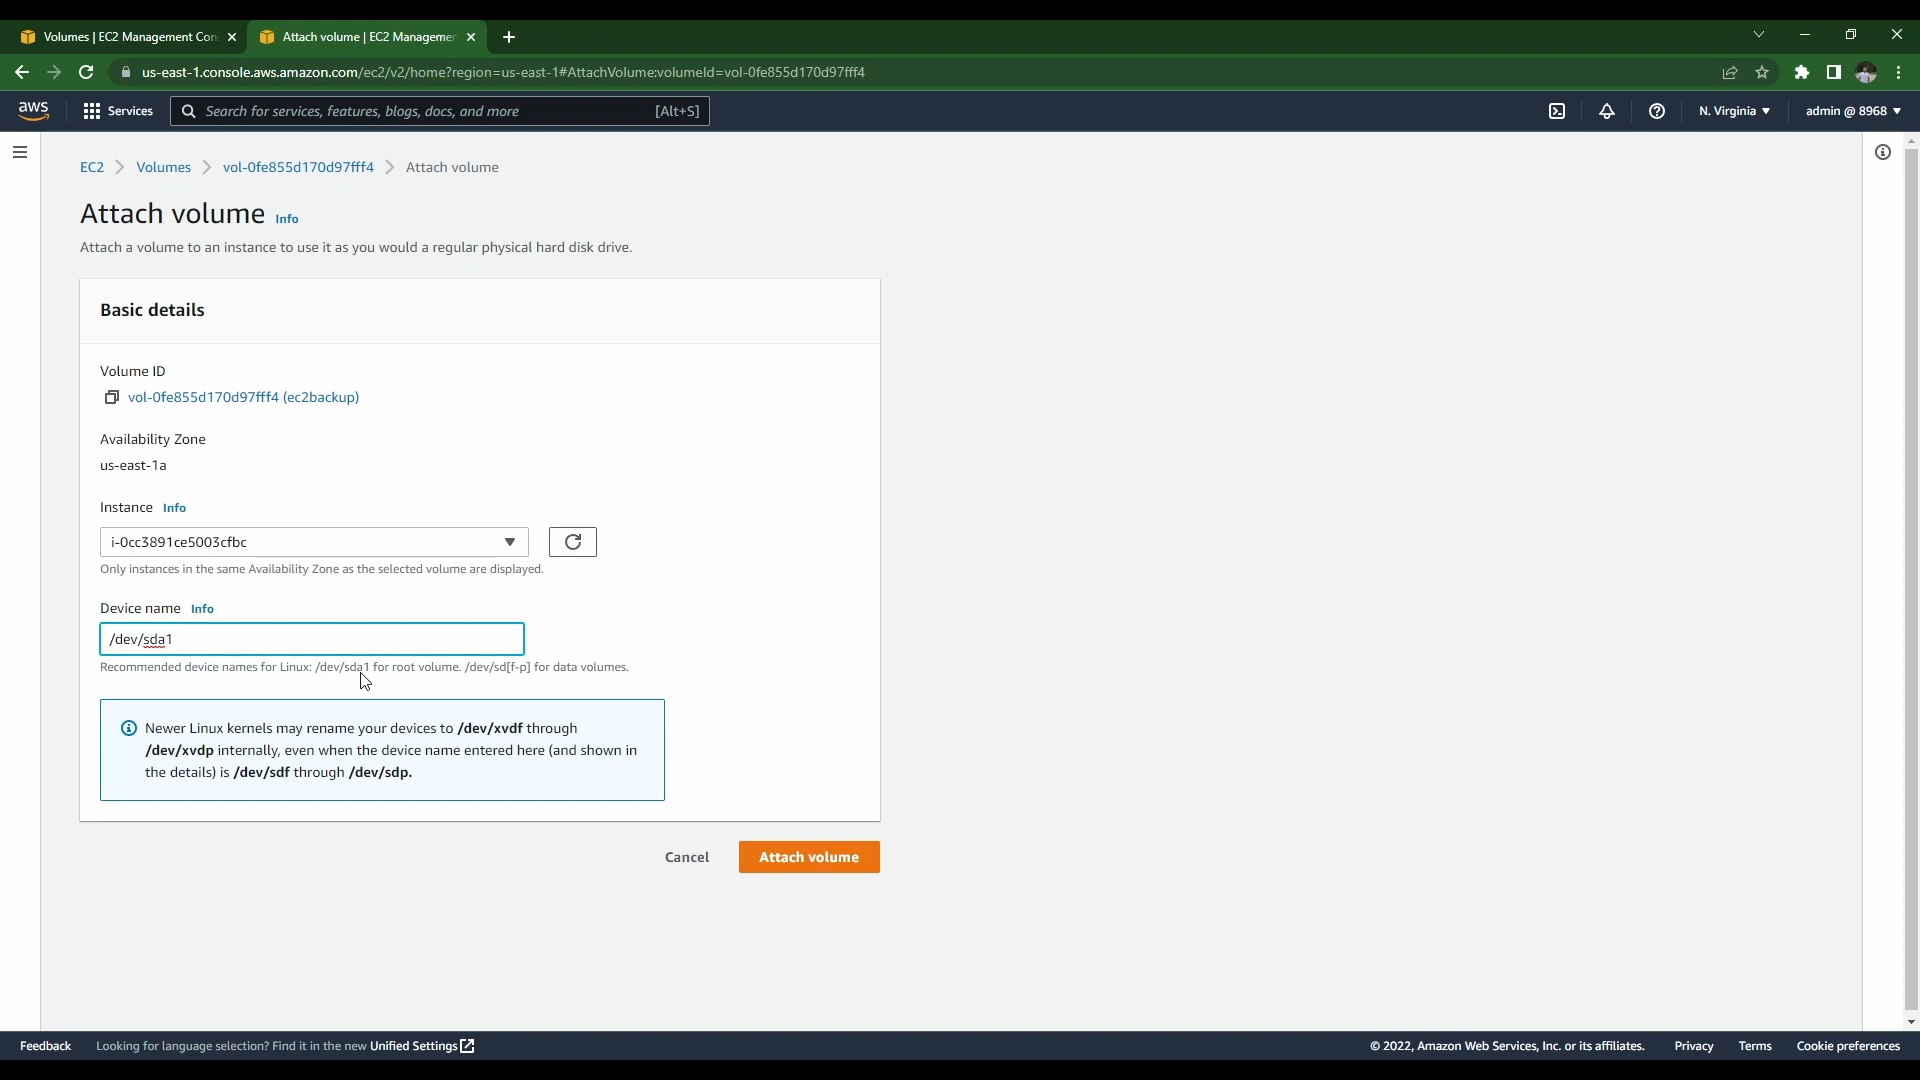 Volumes | EC2 Management Con
Attach volume | EC2 Managemen
us-east-1.console.aws.amazon.com/ec2/v2/home?region=us-east-1#AttachVolume:volumeId=vol-0fe855d170d97fff4
aws
Services
Search for services, features, blogs, docs, and more
[Alt+S]
N. Virginia
admin @ 8968
EC2
Volumes
vol-0fe855d170d97fff4
Attach volume
Attach volume Info
Attach a volume to an instance to use it as you would a regular physical hard disk drive.
Basic details
Volume ID
vol-0fe855d170d97fff4 (ec2backup)
Availability Zone
us-east-1a
Instance Info
i-0cc3891ce5003cfbc
Only instances in the same Availability Zone as the selected volume are displayed.
Device name Info
/dev/sda1
Recommended device names for Linux: /dev/sda1 for root volume. /dev/sd[f-p] for data volumes.
Newer Linux kernels may rename your devices to /dev/xvdf through
/dev/xvdp internally, even when the device name entered here (and shown in
the details) is /dev/sdf through /dev/sdp.
Cancel
Attach volume
Feedback
Looking for language selection? Find it in the new Unified Settings
© 2022, Amazon Web Services, Inc. or its affiliates.
Privacy
Terms
Cookie preferences